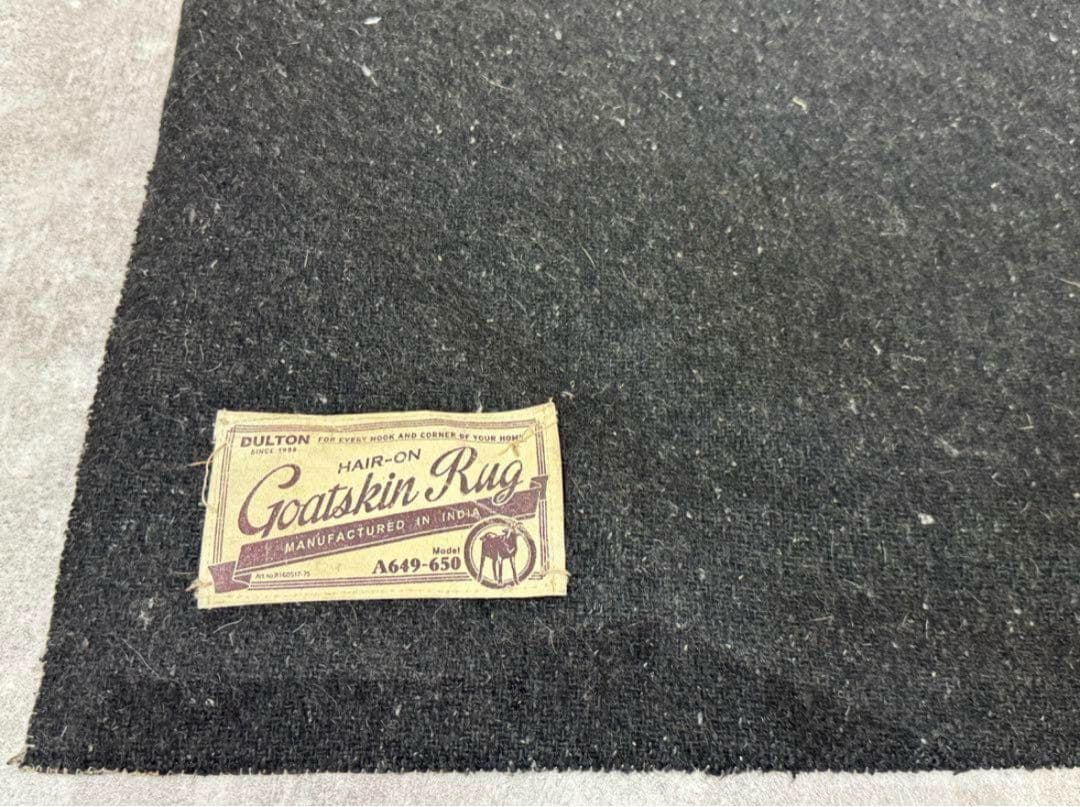 DULTON FOR EVERY NOOK AND CORNER OF YOUR HOME
SINCE 1988
HAIR-ON
Goatskin Rug
MANUFACTURED IN INDIA
Model
A649-650